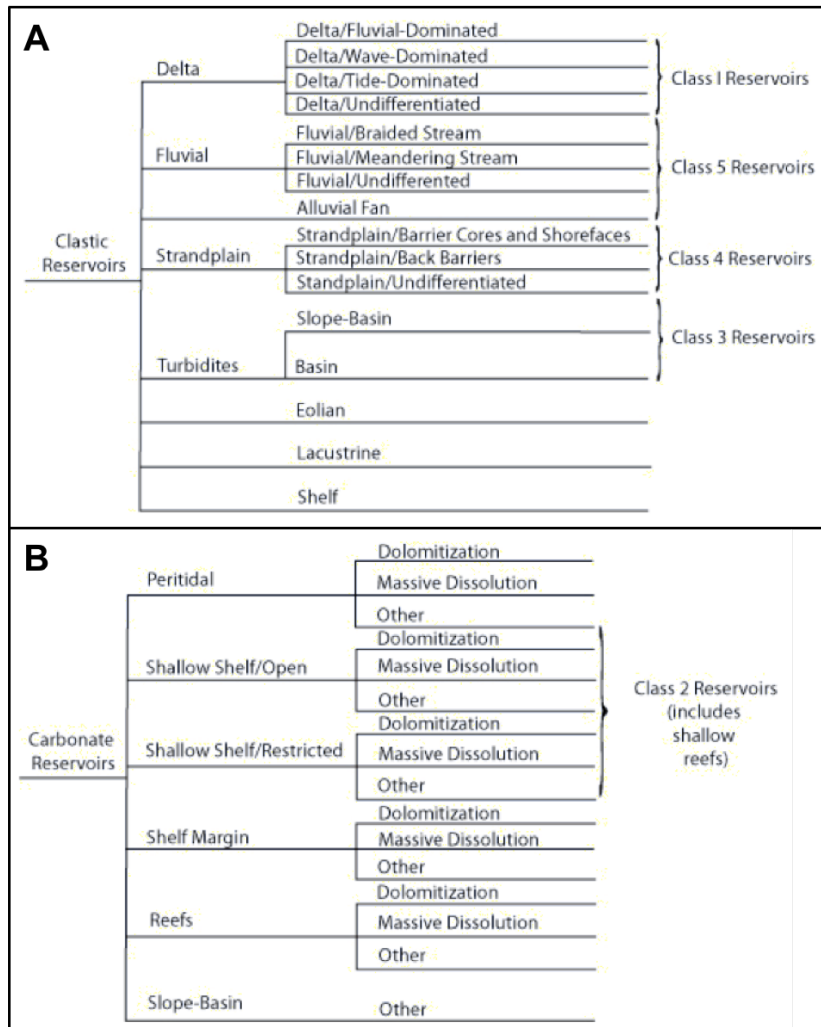 A
Clastic
Reservoirs
Delta
Delta/Fluvial-Dominated
Delta/Wave-Dominated
Delta/Tide-Dominated
Delta/Undifferentiated
Class I Reservoirs
Fluvial
Fluvial/Braided Stream
Fluvial/Meandering Stream
Fluvial/Undifferented
Alluvial Fan
Class 5 Reservoirs
Strandplain
Strandplain/Barrier Cores and Shorefaces
Strandplain/Back Barriers
Standplain/Undifferentiated
Class 4 Reservoirs
Turbidites
Slope-Basin
Basin
Class 3 Reservoirs
Eolian
Lacustrine
Shelf
B
Carbonate
Reservoirs
Peritidal
Dolomitization
Massive Dissolution
Other
Shallow Shelf/Open
Dolomitization
Massive Dissolution
Other
Shallow Shelf/Restricted
Dolomitization
Massive Dissolution
Other
Class 2 Reservoirs
(includes
shallow
reefs)
Shelf Margin
Dolomitization
Massive Dissolution
Other
Reefs
Dolomitization
Massive Dissolution
Other
Slope-Basin
Other